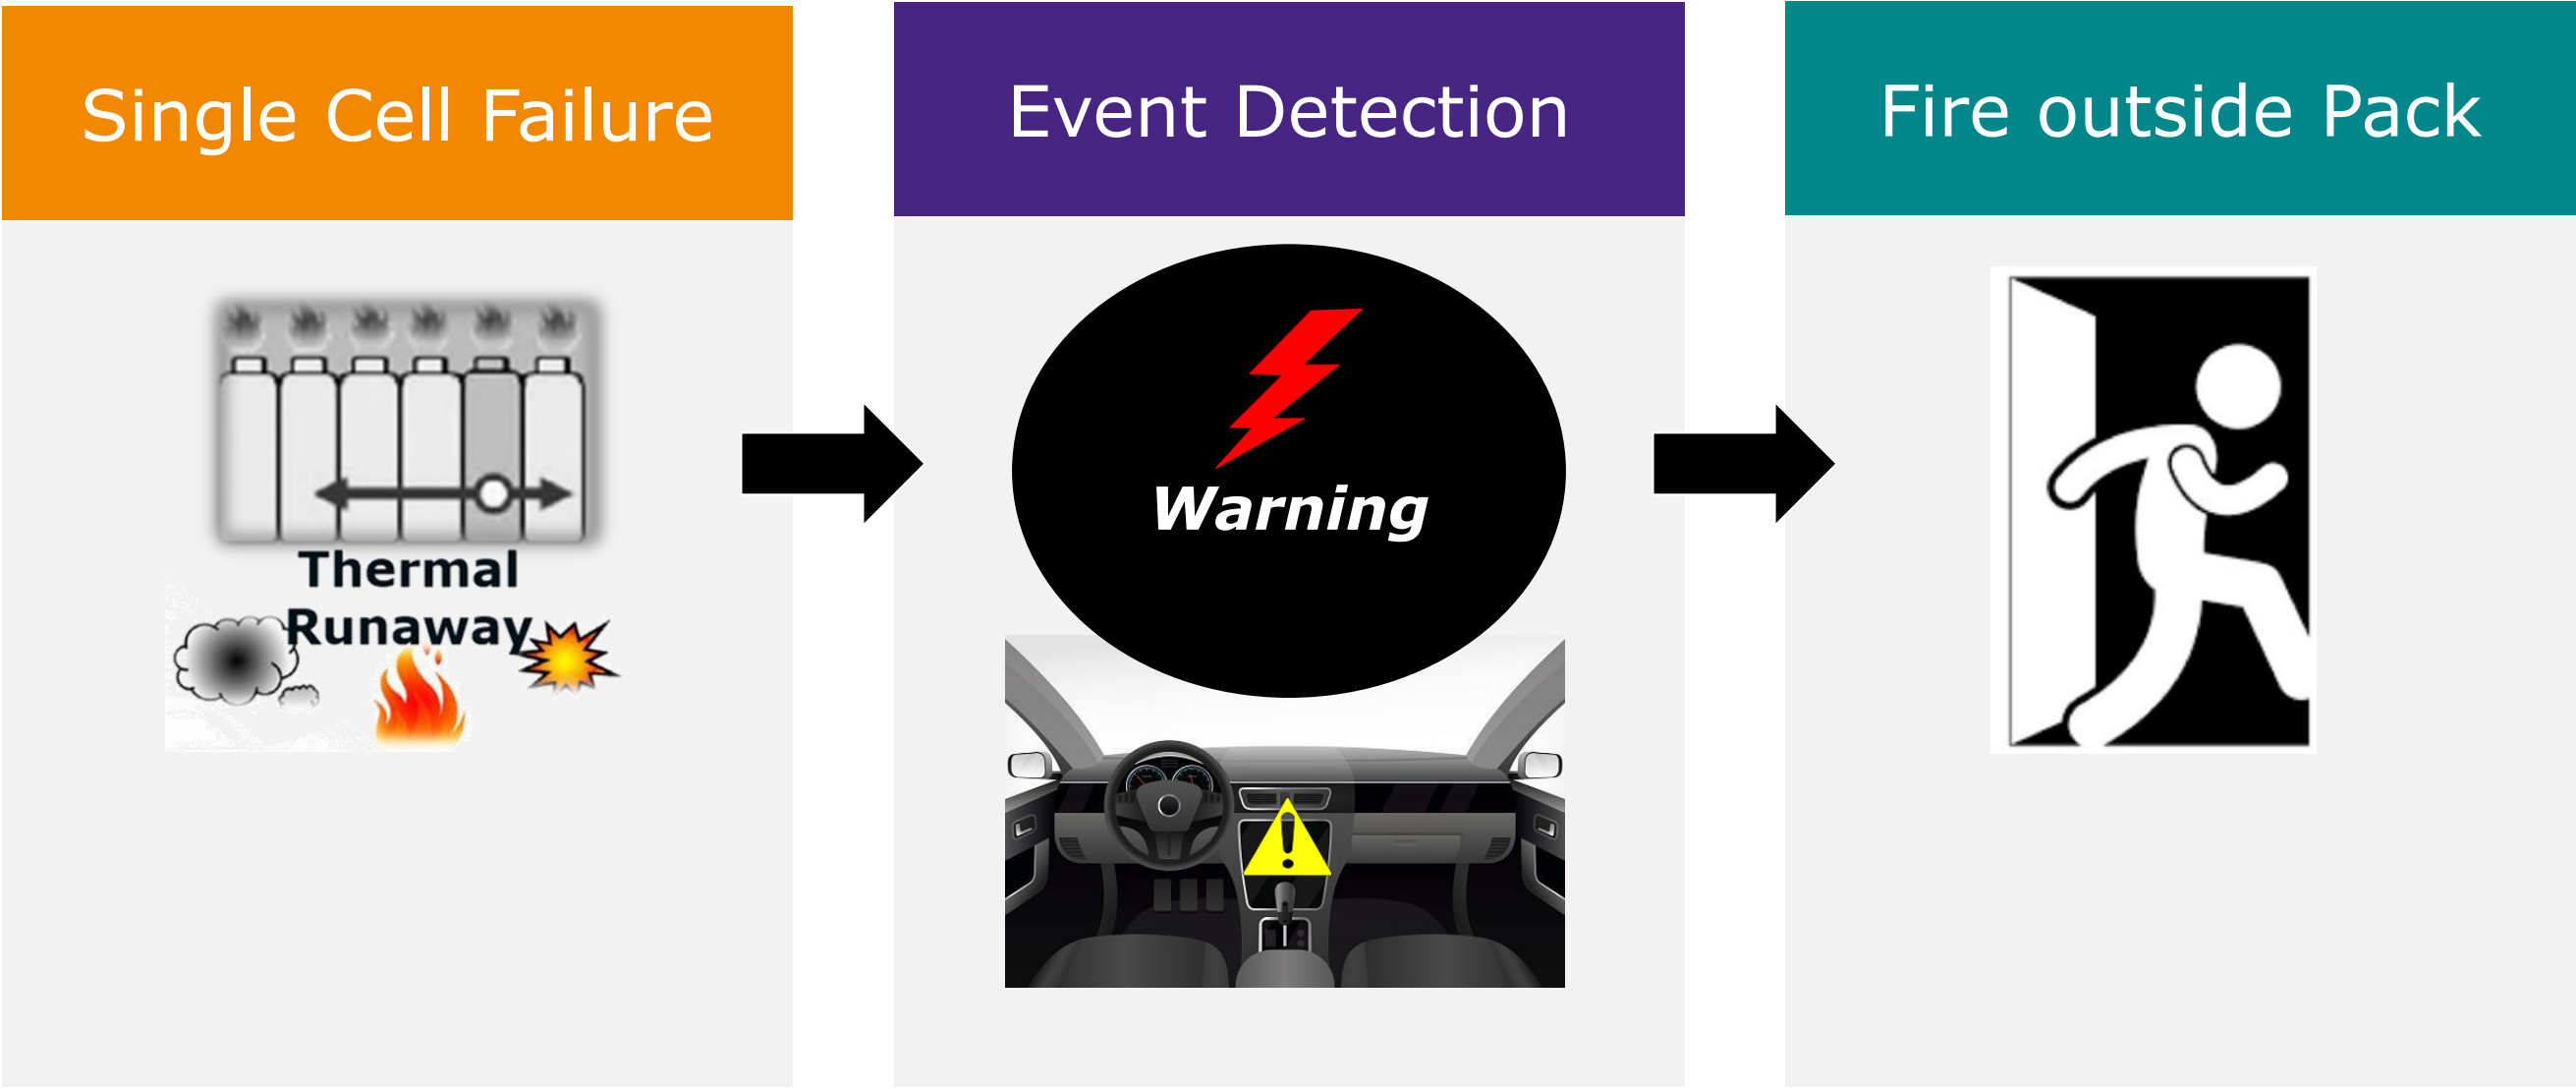 Single Cell Failure
Thermal
Runaway
Event Detection
Warning
Fire outside Pack